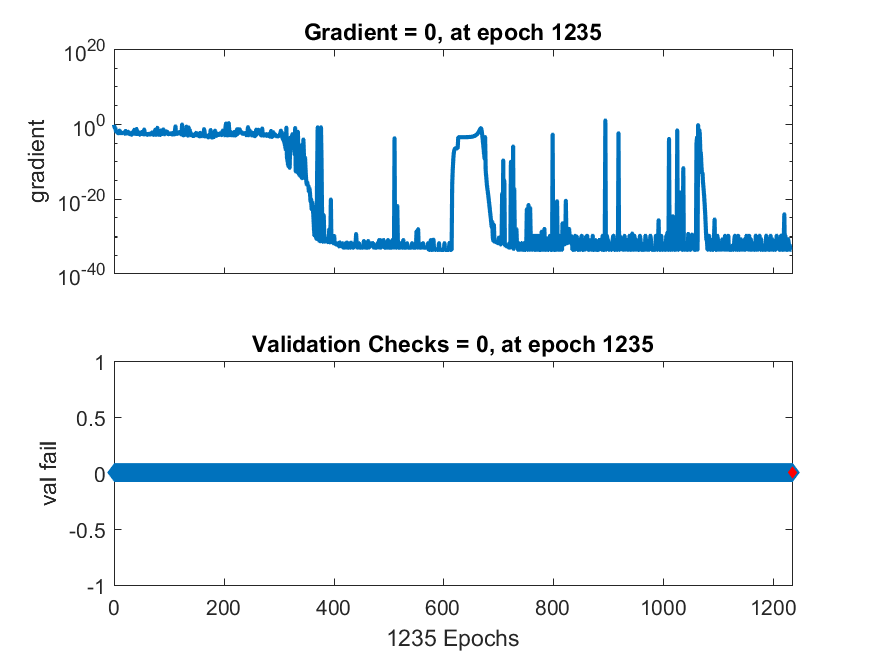 Gradient = 0, at epoch 1235
10^20
10^0
10^-20
10^-40
gradient
Validation Checks = 0, at epoch 1235
1
0.5
0
-0.5
-1
val fail
0 200 400 600 800 1000 1200
1235 Epochs